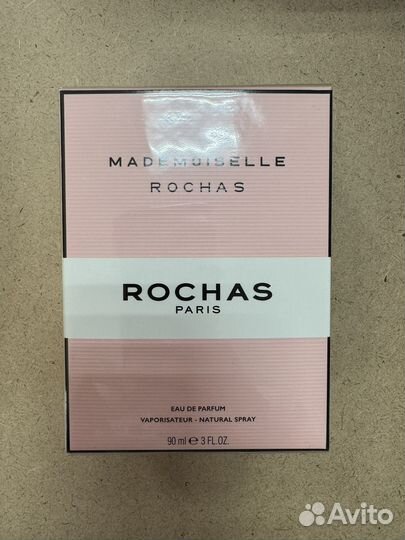 MADEMOISELLE
ROCHAS
ROCHAS
PARIS
EAU DE PARFUM
VAPORISATEUR - NATURAL SPRAY
90 ml ℮ 3 FL.OZ.
Avito